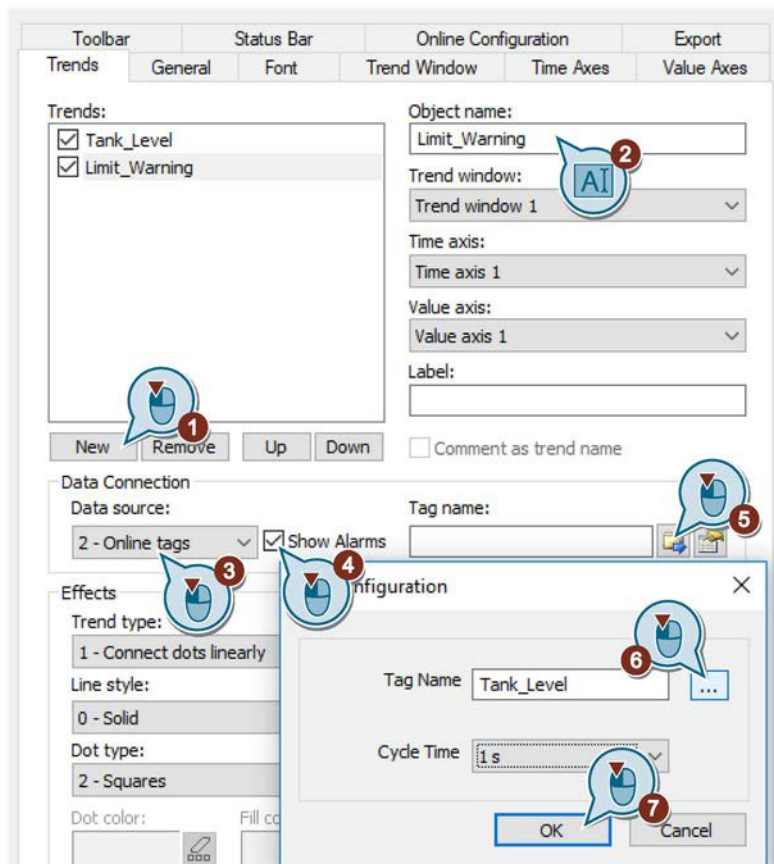 Toolbar Status Bar Online Configuration Export
Trends General Font Trend Window Time Axes Value Axes
Trends:
Tank_Level
Limit_Warning
Object name:
Limit_Warning
2
AI
Trend window:
Trend window 1
Time axis:
Time axis 1
Value axis:
Value axis 1
Label:
1
New Remove Up Down
Comment as trend name
Data Connection
Data source:
2 - Online tags
3
Show Alarms
4
Tag name:
5
Effects
Trend type:
1 - Connect dots linearly
Line style:
0 - Solid
Dot type:
2 - Squares
Dot color: Fill co
nfiguration
6
Tag Name Tank_Level ...
Cycle Time 1 s
7
OK Cancel